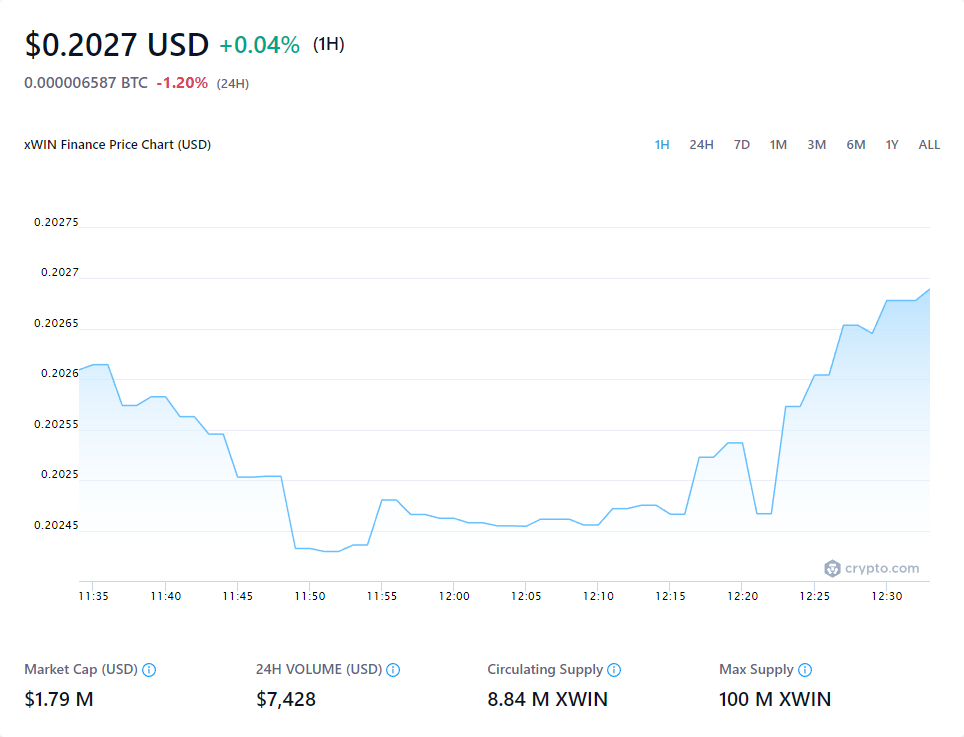 $0.2027 USD +0.04% (1H)
0.000006587 BTC -1.20% (24H)
xWIN Finance Price Chart (USD) 1H 24H 7D 1M 3M 6M 1Y ALL
0.20275
0.2027
0.20265
0.2026
0.20255
0.2025
0.20245
crypto.com
11:35 11:40 11:45 11:50 11:55 12:00 12:05 12:10 12:15 12:20 12:25 12:30
Market Cap (USD) 24H VOLUME (USD) Circulating Supply Max Supply
$1.79 M $7,428 8.84 M XWIN 100 M XWIN